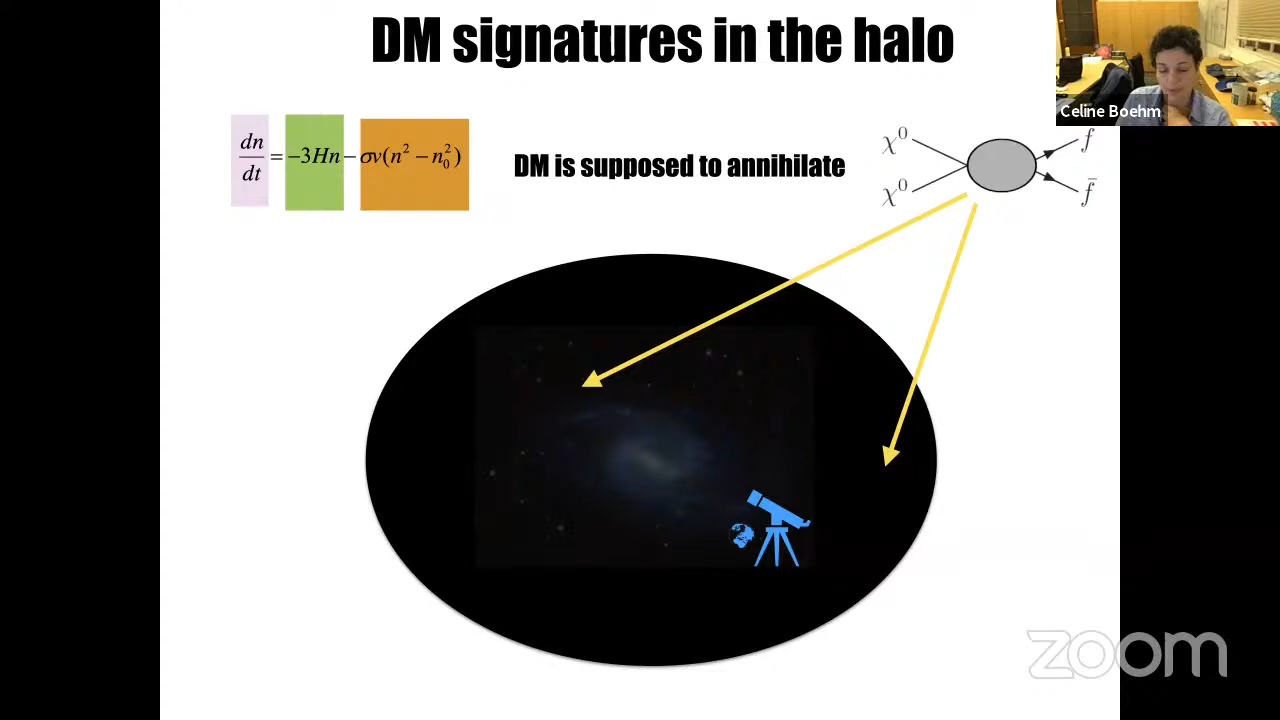 DM signatures in the halo
Celine Boehm
dn/dt = −3Hn − σv(n² − n₀²)
DM is supposed to annihilate
χ⁰ f
χ⁰ f̄
zoom